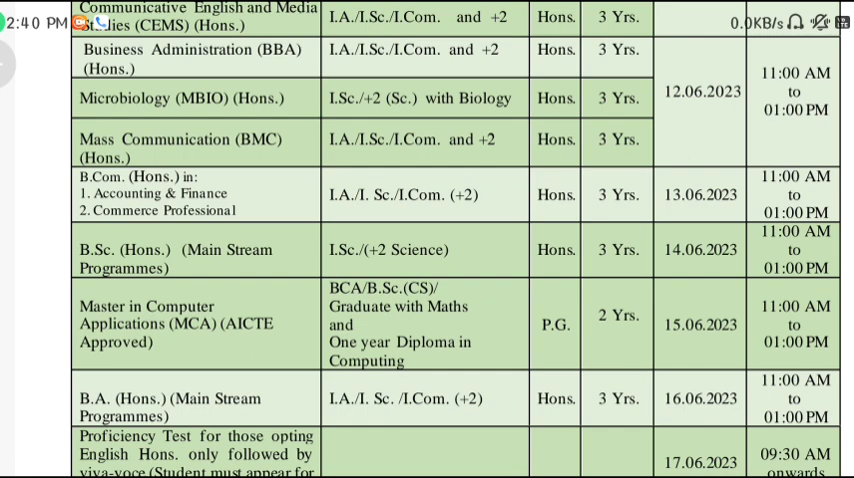 Communicative English and Media
2:40 PM
Studies (CEMS) (Hons.)
I.A./I.Sc./I.Com. and +2
Hons.
3 Yrs.
0.0KB/s
Business Administration (BBA)
(Hons.)
I.A./I.Sc./I.Com. and +2
Hons.
3 Yrs.
Microbiology (MBIO) (Hons.)
I.Sc./+2 (Sc.) with Biology
Hons.
3 Yrs.
12.06.2023
11:00 AM
to
01:00 PM
Mass Communication (BMC)
(Hons.)
I.A./I.Sc./I.Com. and +2
Hons.
3 Yrs.
B.Com. (Hons.) in:
1. Accounting & Finance
2. Commerce Professional
I.A./I. Sc./I.Com. (+2)
Hons.
3 Yrs.
13.06.2023
11:00 AM
to
01:00 PM
B.Sc. (Hons.) (Main Stream
Programmes)
I.Sc./(+2 Science)
Hons.
3 Yrs.
14.06.2023
11:00 AM
to
01:00 PM
Master in Computer
Applications (MCA) (AICTE
Approved)
BCA/B.Sc.(CS)/
Graduate with Maths
and
One year Diploma in
Computing
P.G.
2 Yrs.
15.06.2023
11:00 AM
to
01:00 PM
B.A. (Hons.) (Main Stream
Programmes)
I.A./I. Sc. /I.Com. (+2)
Hons.
3 Yrs.
16.06.2023
11:00 AM
to
01:00 PM
Proficiency Test for those opting
English Hons. only followed by
viva-voce (Student must appear for
17.06.2023
09:30 AM
onwards